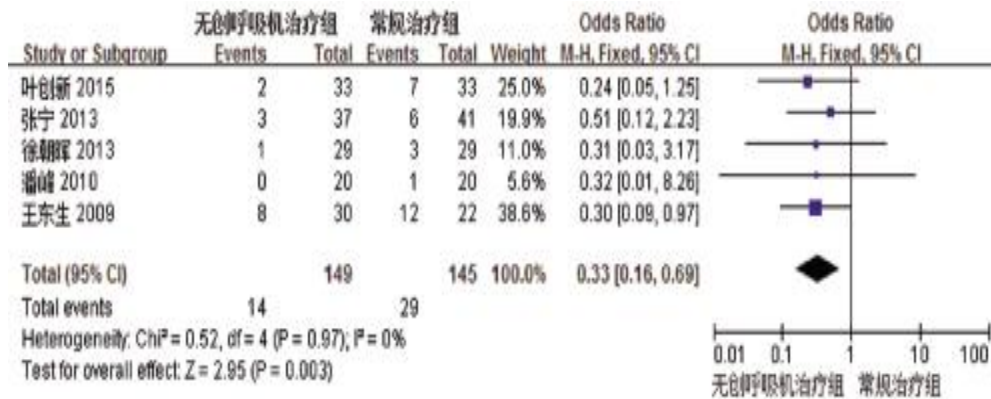 无创呼吸机治疗组 常规治疗组 Odds Ratio Odds Ratio
Study or Subgroup Events Total Events Total Weight M-H, Fixed, 95% CI M-H, Fixed, 95% CI
叶创新 2015 2 33 7 33 25.0% 0.24 [0.05, 1.25]
张宁 2013 3 37 6 41 19.9% 0.51 [0.12, 2.23]
徐朝晖 2013 1 29 3 29 11.0% 0.31 [0.03, 3.17]
潘峰 2010 0 20 1 20 5.6% 0.32 [0.01, 8.26]
王东生 2009 8 30 12 22 38.6% 0.30 [0.09, 0.97]
Total (95% CI) 149 145 100.0% 0.33 [0.16, 0.69]
Total events 14 29
Heterogeneity: Chi² = 0.52, df = 4 (P = 0.97); I² = 0%
Test for overall effect: Z = 2.95 (P = 0.003)
0.01 0.1 1 10 100
无创呼吸机治疗组 常规治疗组